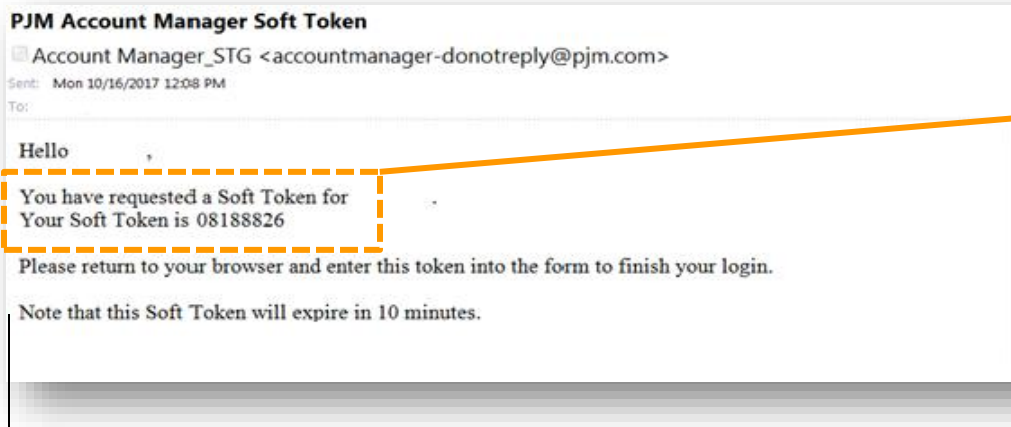 PJM Account Manager Soft Token
Account Manager_STG <accountmanager-donotreply@pjm.com>
Sent: Mon 10/16/2017 12:08 PM
To:
Hello ,
You have requested a Soft Token for .
Your Soft Token is 08188826
Please return to your browser and enter this token into the form to finish your login.
Note that this Soft Token will expire in 10 minutes.